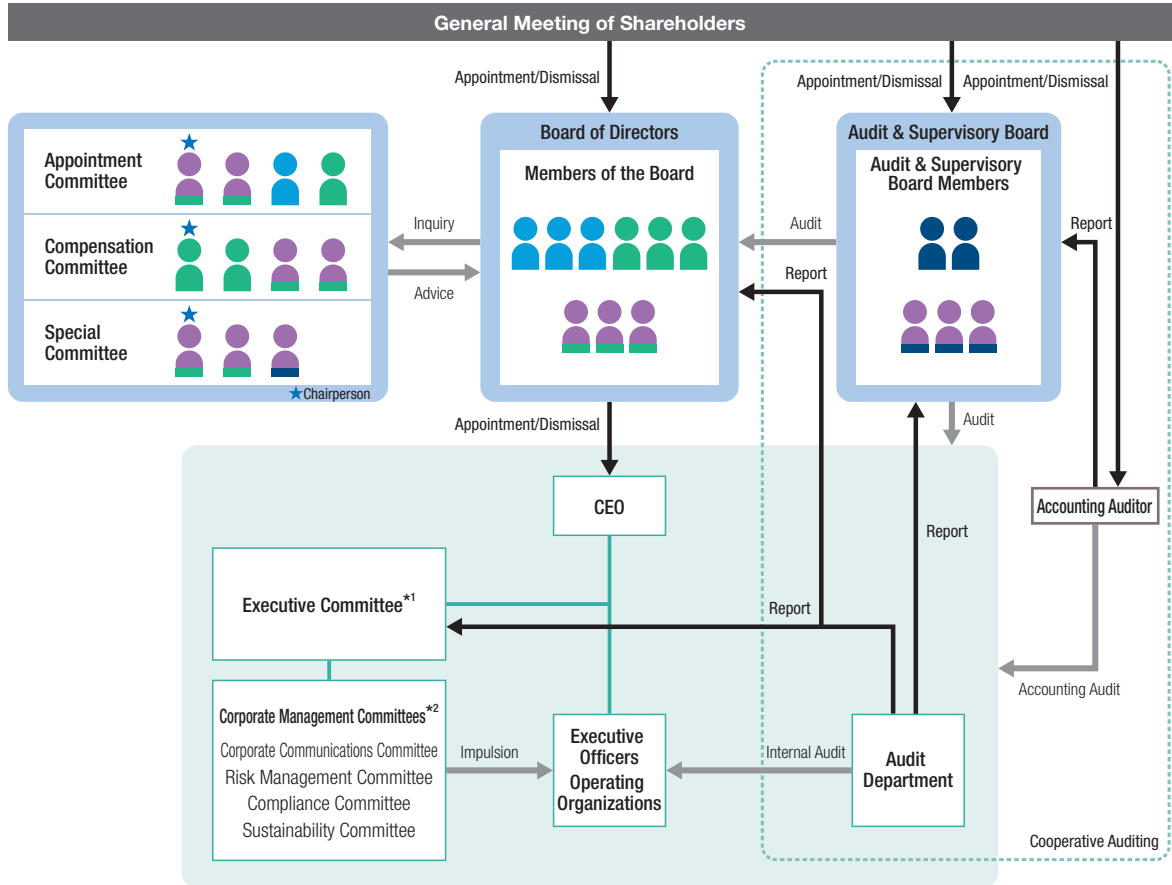 General Meeting of Shareholders
Appointment/Dismissal
Appointment/Dismissal
Appointment/Dismissal
Appointment
Committee
Compensation
Committee
Special
Committee
★Chairperson
Inquiry
Advice
Board of Directors
Members of the Board
Audit
Report
Audit & Supervisory Board
Audit & Supervisory
Board Members
Report
Appointment/Dismissal
Audit
CEO
Accounting Auditor
Report
Executive Committee*1
Report
Accounting Audit
Corporate Management Committees*2
Corporate Communications Committee
Risk Management Committee
Compliance Committee
Sustainability Committee
Impulsion
Executive
Officers
Operating
Organizations
Internal Audit
Audit
Department
Cooperative Auditing